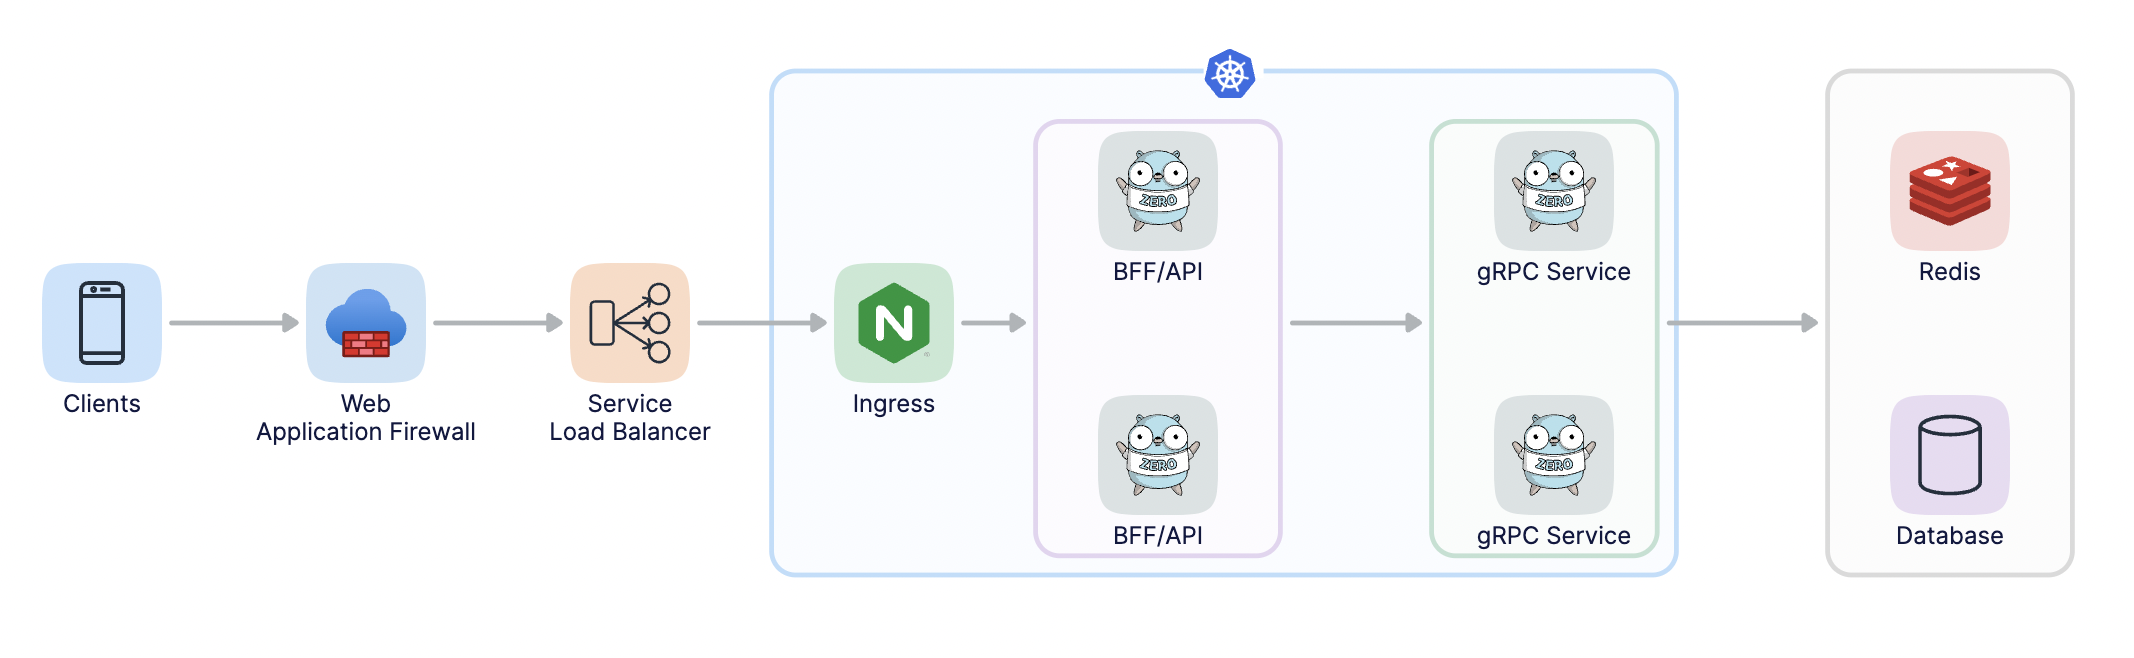 Clients
Web
Application Firewall
Service
Load Balancer
N
Ingress
ZERO
BFF/API
ZERO
BFF/API
ZERO
gRPC Service
ZERO
gRPC Service
Redis
Database